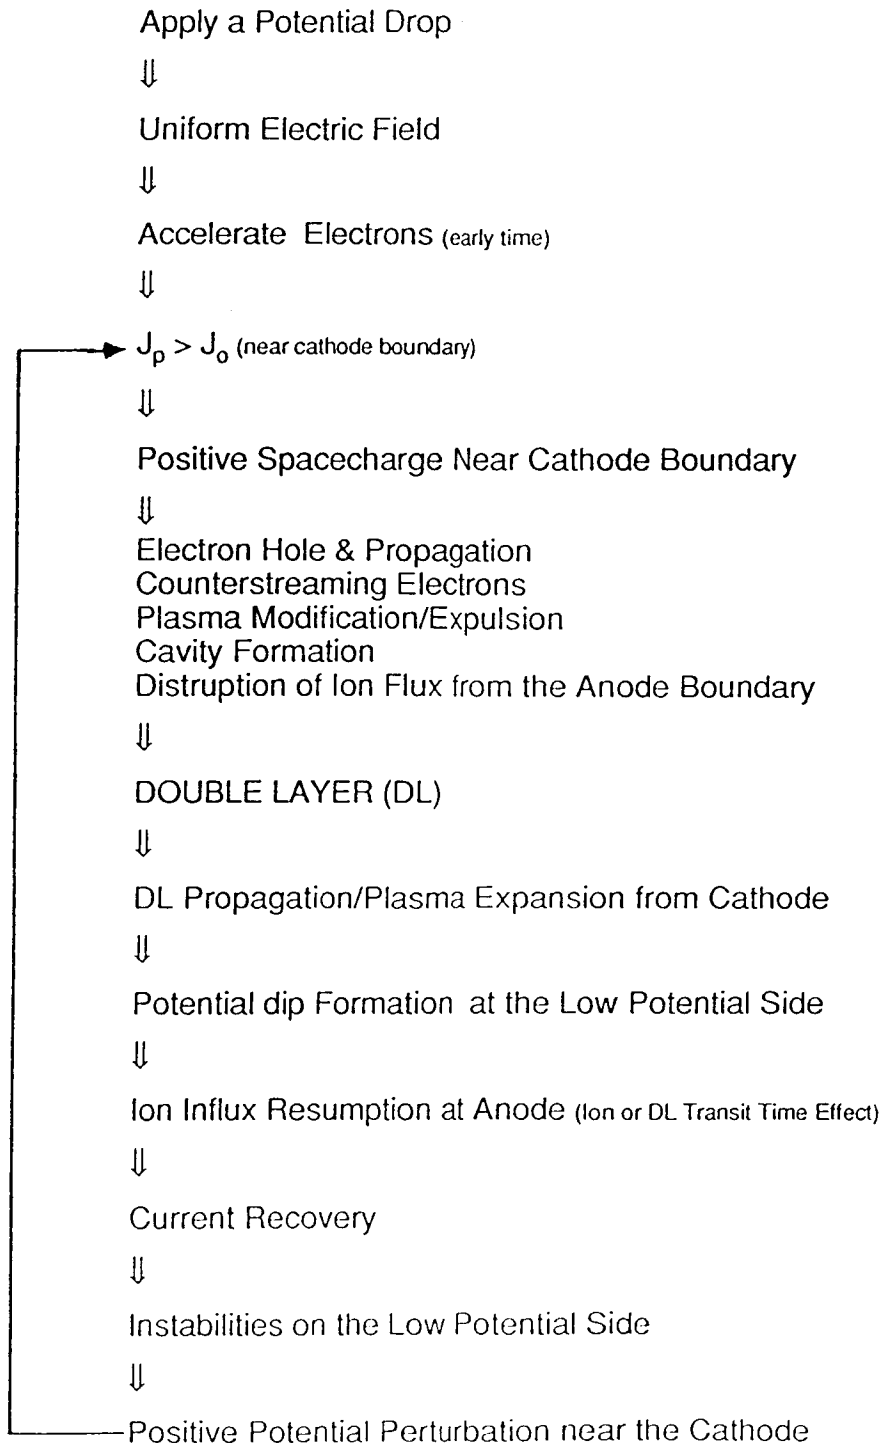 Apply a Potential Drop
⇓
Uniform Electric Field
⇓
Accelerate Electrons (early time)
⇓
Jp > Jo (near cathode boundary)
⇓
Positive Spacecharge Near Cathode Boundary
⇓
Electron Hole & Propagation
Counterstreaming Electrons
Plasma Modification/Expulsion
Cavity Formation
Distruption of Ion Flux from the Anode Boundary
⇓
DOUBLE LAYER (DL)
⇓
DL Propagation/Plasma Expansion from Cathode
⇓
Potential dip Formation at the Low Potential Side
⇓
Ion Influx Resumption at Anode (Ion or DL Transit Time Effect)
⇓
Current Recovery
⇓
Instabilities on the Low Potential Side
⇓
Positive Potential Perturbation near the Cathode